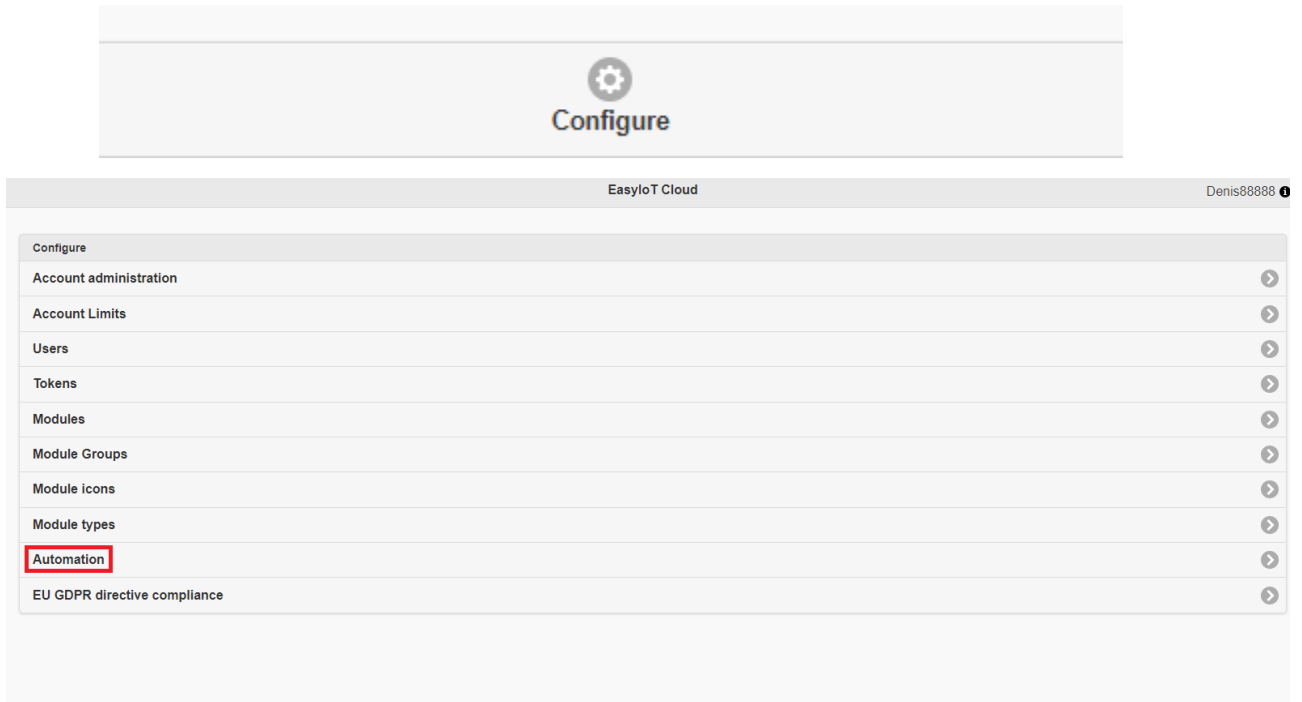 Configure
EasyIoT Cloud
Denis88888
Configure
Account administration
Account Limits
Users
Tokens
Modules
Module Groups
Module icons
Module types
Automation
EU GDPR directive compliance